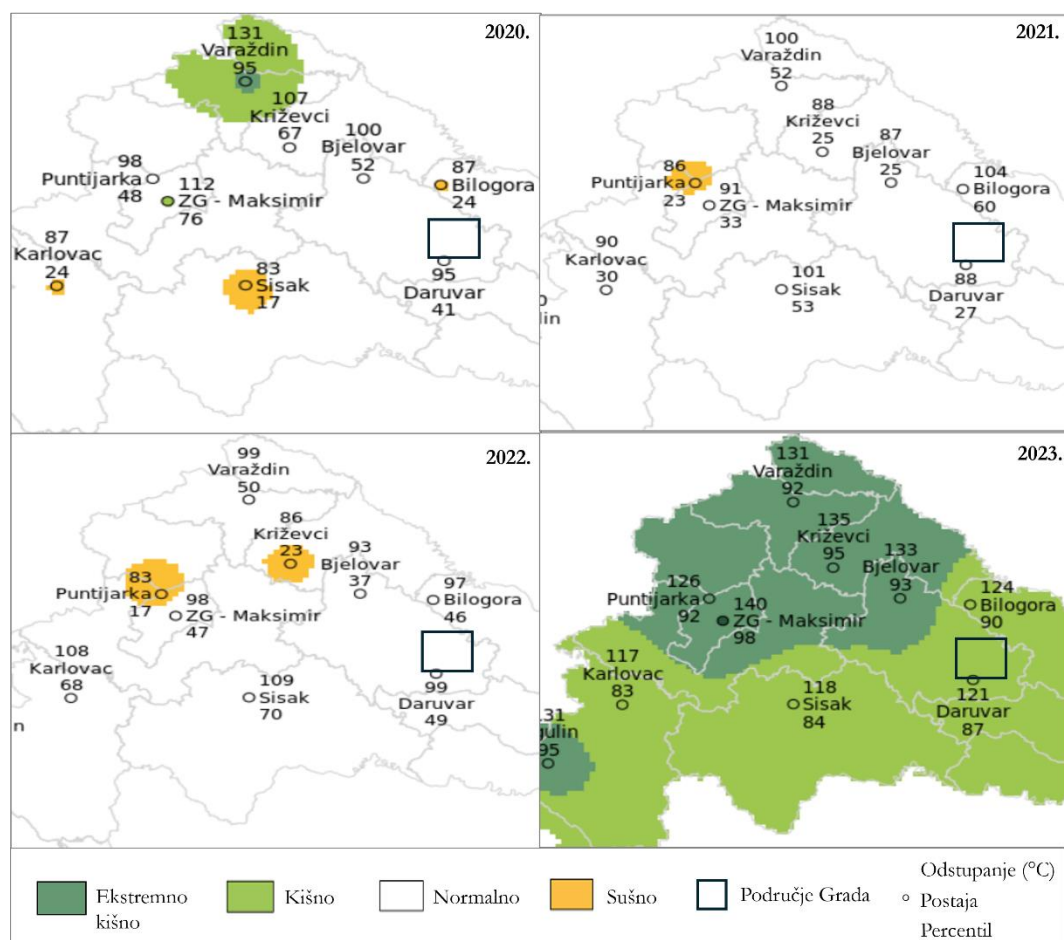 2020.
131
Varaždin
95
107
Križevci
67
100
Bjelovar
52
98
Puntijarka
48
112
ZG - Maksimir
76
87
Bilogora
24
87
Karlovac
24
83
Sisak
17
95
Daruvar
41
2021.
100
Varaždin
52
88
Križevci
25
87
Bjelovar
25
86
Puntijarka
23
91
ZG - Maksimir
33
104
Bilogora
60
90
Karlovac
30
101
Sisak
53
88
Daruvar
27
0
lin
2022.
99
Varaždin
50
86
Križevci
23
93
Bjelovar
37
83
Puntijarka
17
98
ZG - Maksimir
47
97
Bilogora
46
108
Karlovac
68
109
Sisak
70
99
Daruvar
49
n
2023.
131
Varaždin
92
135
Križevci
95
133
Bjelovar
93
126
Puntijarka
92
140
ZG - Maksimir
98
124
Bilogora
90
117
Karlovac
83
118
Sisak
84
121
Daruvar
87
131
gulin
95
Ekstremno
kišno
Kišno
Normalno
Sušno
Područje Grada
Odstupanje (°C)
Postaja
Percentil